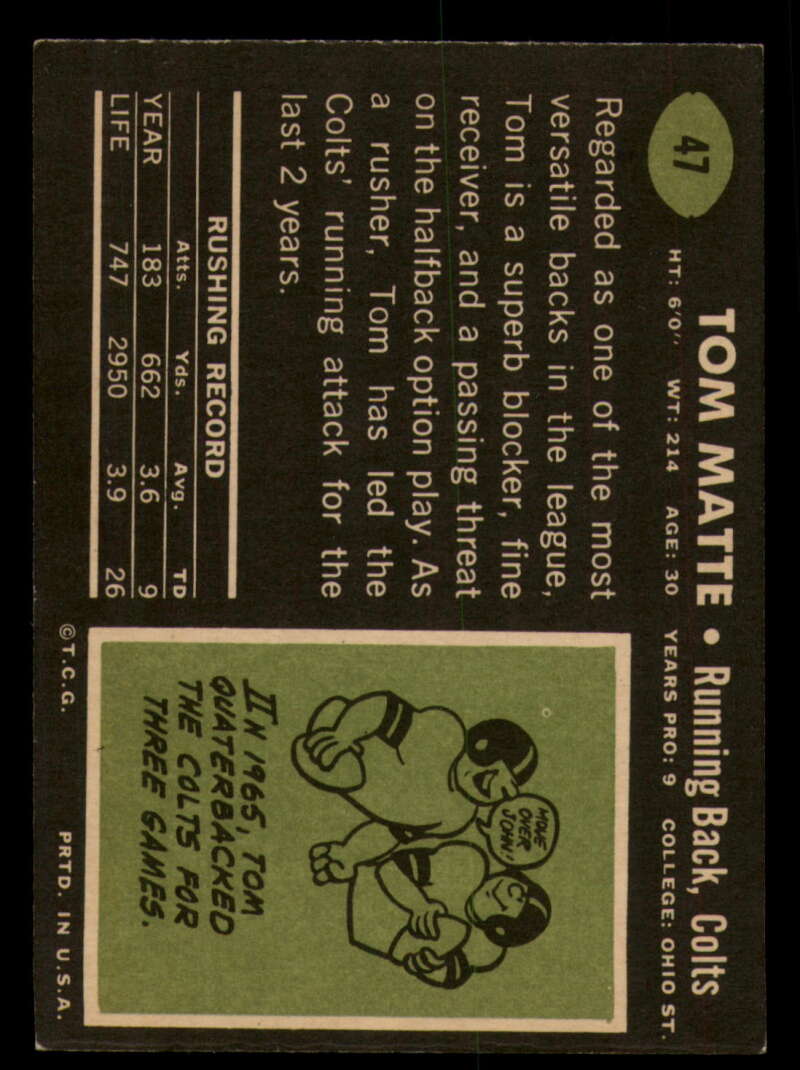 47
TOM MATTE • Running Back, Colts
HT: 6'0" WT: 214 AGE: 30 YEARS PRO: 9 COLLEGE: OHIO ST.
Regarded as one of the most
versatile backs in the league,
Tom is a superb blocker, fine
receiver, and a passing threat
on the halfback option play. As
a rusher, Tom has led the
Colts' running attack for the
last 2 years.
RUSHING RECORD
Atts. Yds. Avg. TD
YEAR 183 662 3.6 9
LIFE 747 2950 3.9 26
MOVE
OVER
JOHN!
C
IN 1965, TOM
QUATERBACKED
THE COLTS FOR
THREE GAMES.
©T.C.G. PRTD. IN U.S.A.